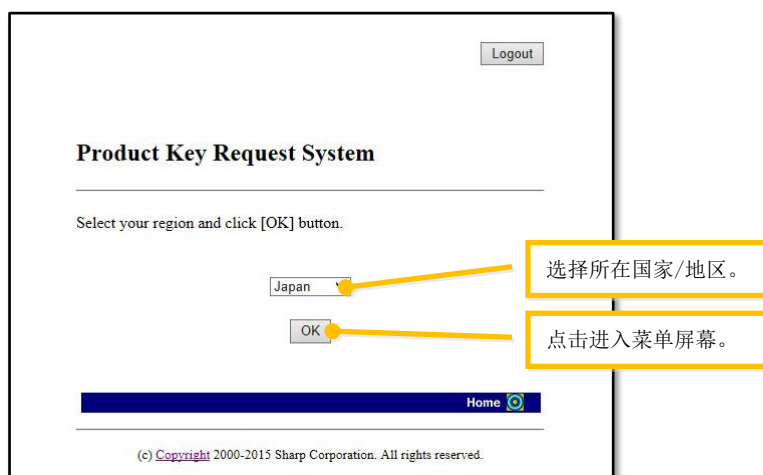 Logout
Product Key Request System
Select your region and click [OK] button.
选择所在国家/地区。
Japan
OK
点击进入菜单屏幕。
Home
(c) Copyright 2000-2015 Sharp Corporation. All rights reserved.